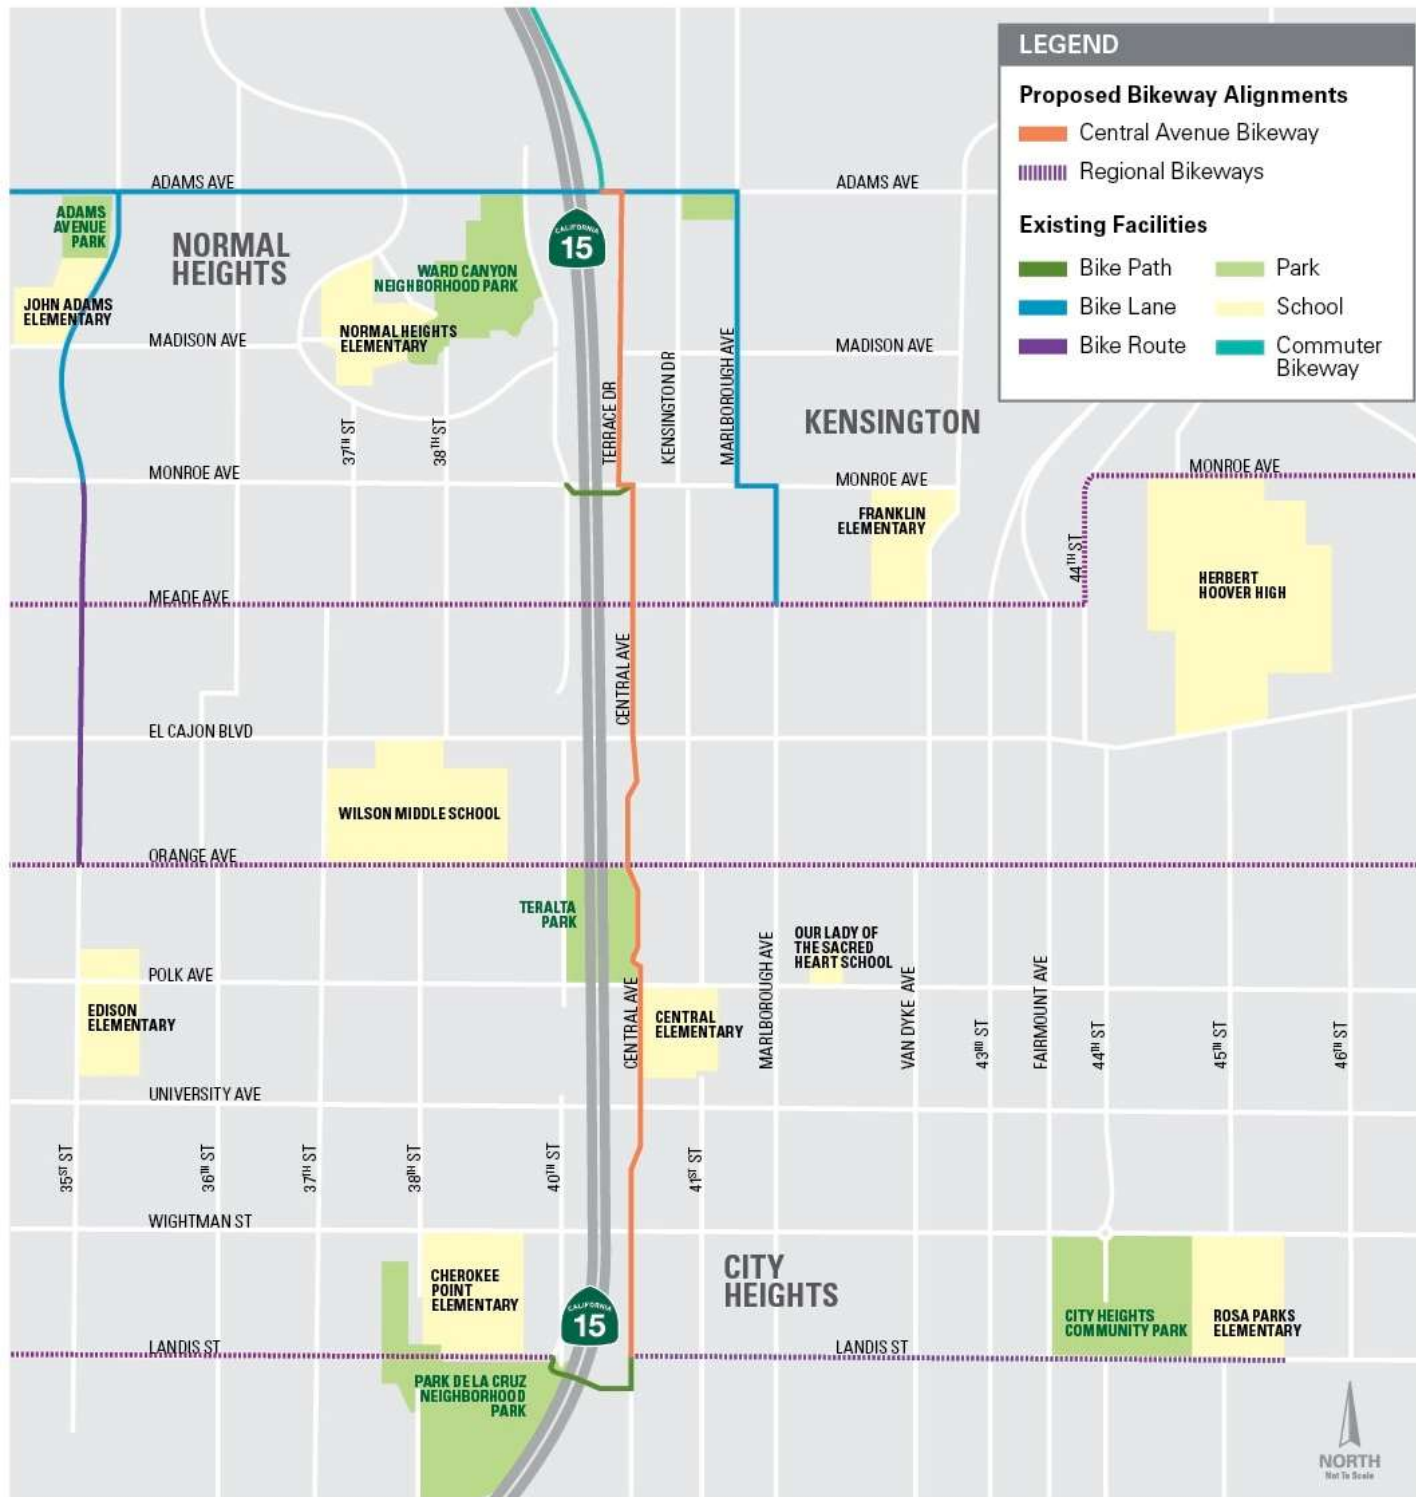 LEGEND
Proposed Bikeway Alignments
Central Avenue Bikeway
Regional Bikeways
Existing Facilities
Bike Path
Park
Bike Lane
School
Bike Route
Commuter
Bikeway
ADAMS AVE
ADAMS AVE
ADAMS
AVENUE
PARK
NORMAL
HEIGHTS
CALIFORNIA
15
WARD CANYON
NEIGHBORHOOD PARK
JOHN ADAMS
ELEMENTARY
NORMAL HEIGHTS
ELEMENTARY
MADISON AVE
MADISON AVE
TERRACE DR
KENSINGTON DR
MARLBOROUGH AVE
KENSINGTON
37TH ST
38TH ST
MONROE AVE
MONROE AVE
MONROE AVE
FRANKLIN
ELEMENTARY
44TH ST
HERBERT
HOOVER HIGH
MEADE AVE
CENTRAL AVE
EL CAJON BLVD
WILSON MIDDLE SCHOOL
ORANGE AVE
TERALTA
PARK
OUR LADY OF
THE SACRED
HEART SCHOOL
POLK AVE
EDISON
ELEMENTARY
CENTRAL AVE
CENTRAL
ELEMENTARY
MARLBOROUGH AVE
VAN DYKE AVE
43RD ST
FAIRMOUNT AVE
44TH ST
45TH ST
46TH ST
UNIVERSITY AVE
35ST ST
36TH ST
37TH ST
38TH ST
40TH ST
41ST ST
WIGHTMAN ST
CITY
HEIGHTS
CHEROKEE
POINT
ELEMENTARY
CALIFORNIA
15
CITY HEIGHTS
COMMUNITY PARK
ROSA PARKS
ELEMENTARY
LANDIS ST
LANDIS ST
PARK DE LA CRUZ
NEIGHBORHOOD
PARK
NORTH
Not To Scale